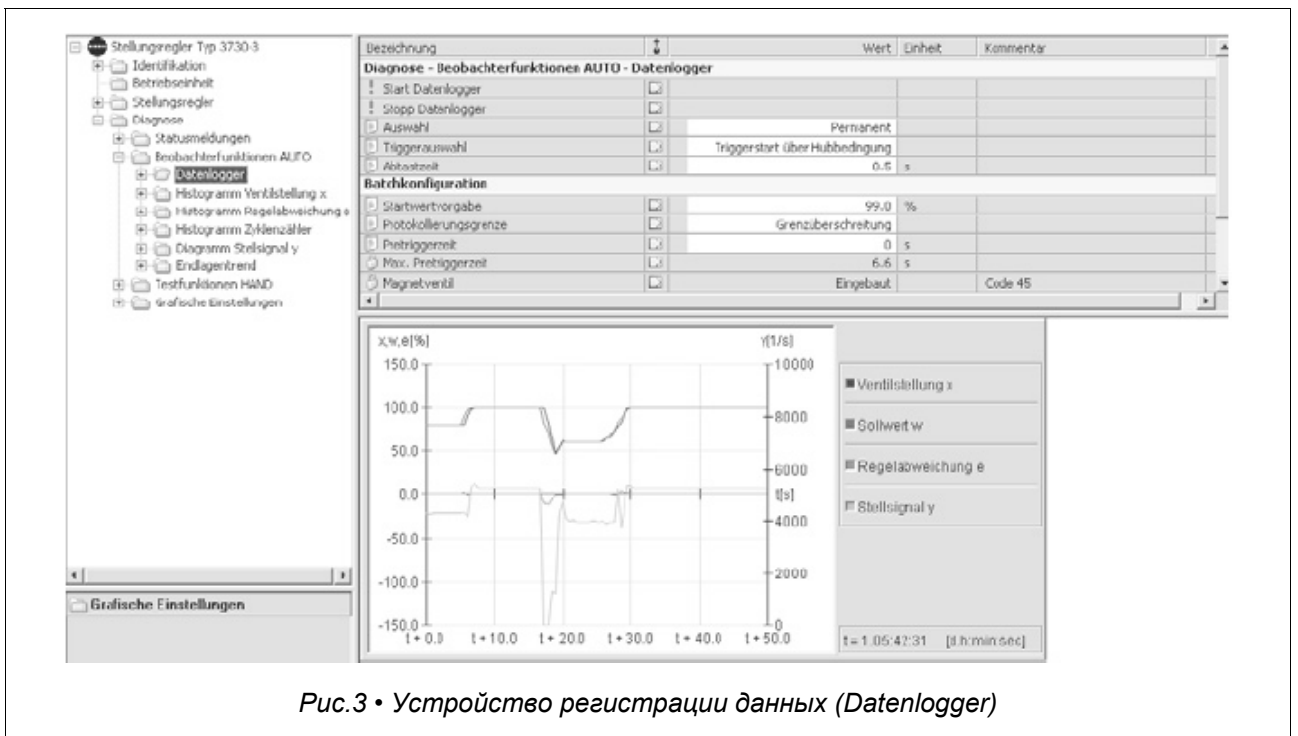 Stellungsregler Typ 3730-3
Identifikation
Betriebseinheit
Stellungsregler
Diagnose
Statusmeldungen
Beobachterfunktionen AUTO
Datenlogger
Histogramm Ventilstellung x
Histogramm Regelabweichung e
Histogramm Zyklenzähler
Diagramm Stellsignal y
Endlagentrend
Testfunktionen HAND
Grafische Einstellungen
Grafische Einstellungen
Bezeichnung Wert Einheit Kommentar
Diagnose - Beobachterfunktionen AUTO - Datenlogger
Start Datenlogger
Stopp Datenlogger
Auswahl Permanent
Triggerauswahl Triggerstart über Hubbedingung
Abtastzeit 0.5 s
Batchkonfiguration
Startwertvorgabe 99.0 %
Protokollierungsgrenze Grenzüberschreitung
Pretriggerzeit 0 s
Max. Pretriggerzeit 6.6 s
Magnetventil Eingebaut Code 45
x,w,e[%] y[1/s]
150.0 10000
100.0 8000
50.0 6000
0.0 t[s]
-50.0 4000
-100.0 2000
-150.0 0
t + 0.0 t + 10.0 t + 20.0 t + 30.0 t + 40.0 t + 50.0
Ventilstellung x
Sollwert w
Regelabweichung e
Stellsignal y
t = 1.05:42:31 [d.h:min:sec]
Рис.3 • Устройство регистрации данных (Datenlogger)